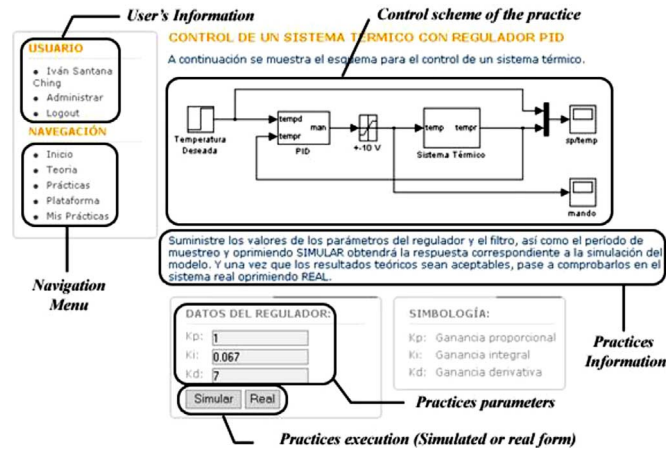 User's Information
Control scheme of the practice
USUARIO
• Iván Santana
Ching
• Administrar
• Logout
NAVEGACIÓN
• Inicio
• Teoria
• Prácticas
• Plataforma
• Mis Prácticas
Navigation
Menu
CONTROL DE UN SISTEMA TÉRMICO CON REGULADOR PID
A continuación se muestra el esquema para el control de un sistema térmico.
Temperatura
Deseada
tempd
tempr
man
PID
+-10 V
temp
tempr
Sistema Térmico
sp/temp
mando
Suministre los valores de los parámetros del regulador y el filtro, así como el período de
muestreo y oprimiendo SIMULAR obtendrá la respuesta correspondiente a la simulación del
modelo. Y una vez que los resultados teóricos sean aceptables, pase a comprobarlos en el
sistema real oprimiendo REAL.
Practices
Information
DATOS DEL REGULADOR:
Kp: 1
Ki: 0.067
Kd: 7
Simular Real
SIMBOLOGÍA:
Kp: Ganancia proporcional
Ki: Ganancia integral
Kd: Ganancia derivativa
Practices parameters
Practices execution (Simulated or real form)